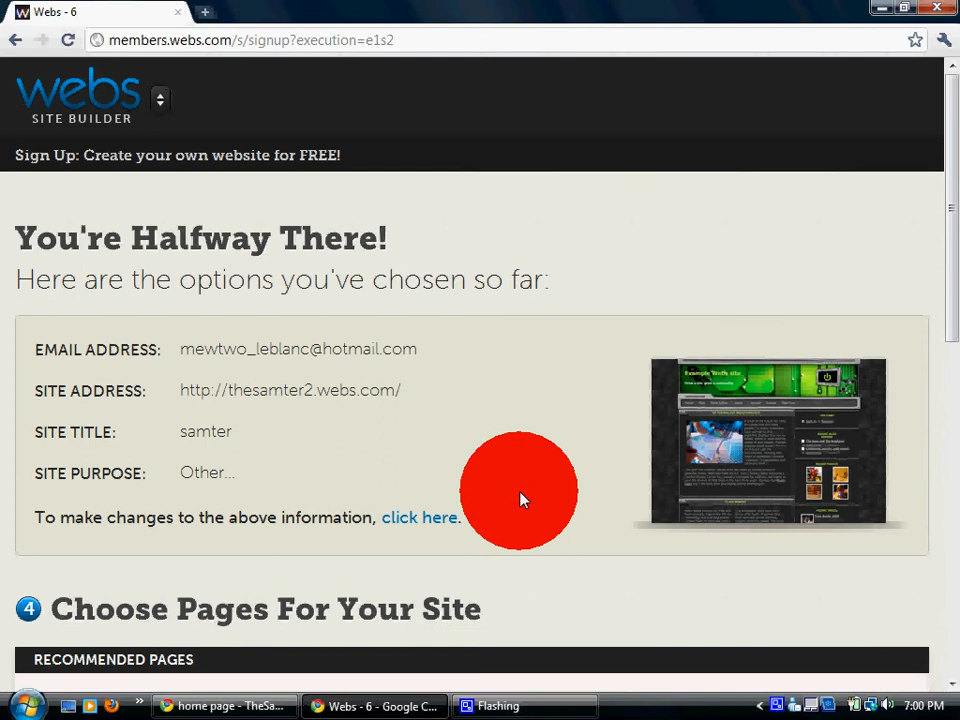 Webs - 6
members.webs.com/s/signup?execution=e1s2
webs
SITE BUILDER
Sign Up: Create your own website for FREE!
You're Halfway There!
Here are the options you've chosen so far:
EMAIL ADDRESS: mewtwo_leblanc@hotmail.com
SITE ADDRESS: http://thesamter2.webs.com/
SITE TITLE: samter
SITE PURPOSE: Other...
To make changes to the above information, click here.
Example Web site
4 Choose Pages For Your Site
RECOMMENDED PAGES
home page - TheSa...
Webs - 6 - Google C...
Flashing
7:00 PM